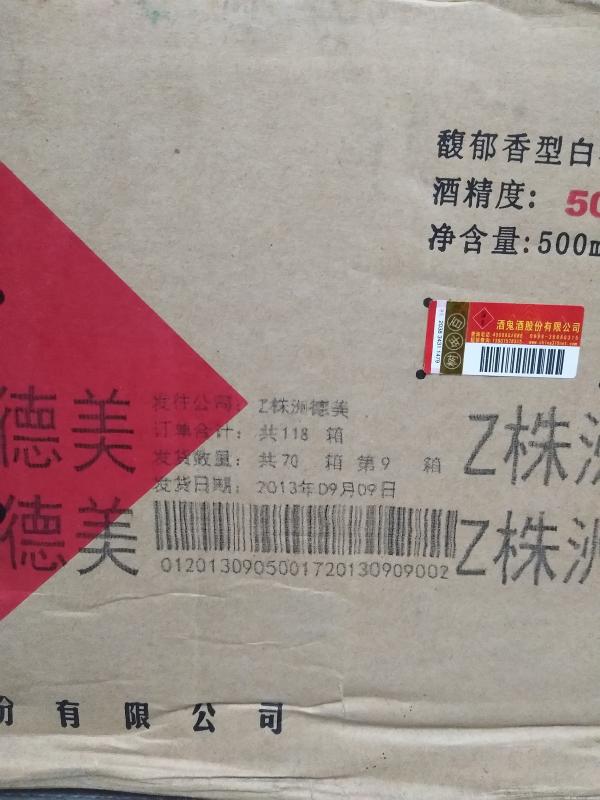 馥郁香型白
酒精度: 50
净含量:500m
酒鬼酒股份有限公司
2038 3431 1479
发往公司: Z株洲德美
订单合计: 共118 箱
发货数量: 共70 箱 第9 箱
发货日期: 2013年09月09日
0120130905001720130909002
德美 Z株洲
德美 Z株洲
份有限公司